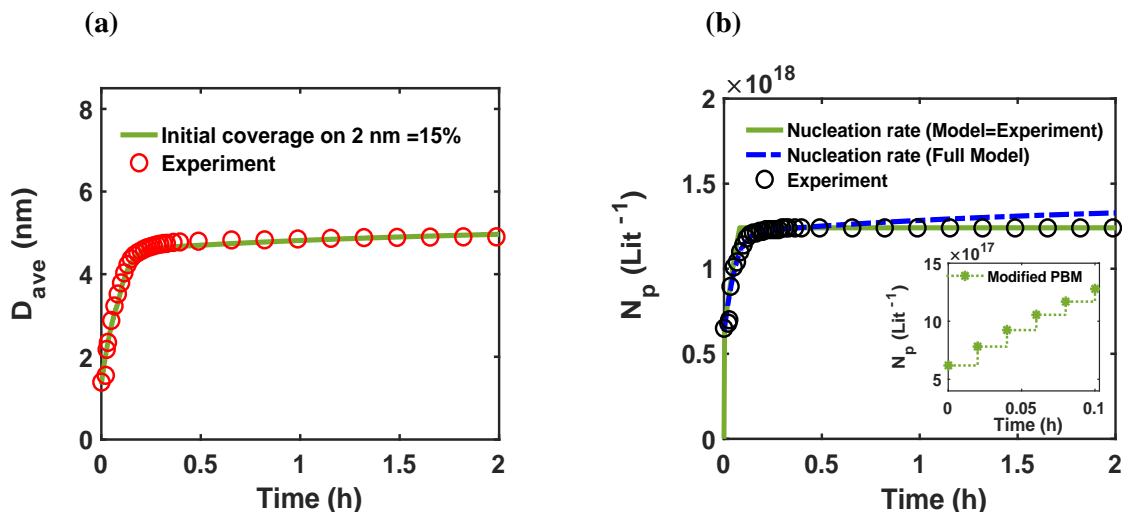 (a)
8
6
4
2
0
D ave (nm)
Initial coverage on 2 nm =15%
Experiment
0
0.5
1
1.5
2
Time (h)
(b)
×10^18
2
1.5
1
0.5
0
N p (Lit -1)
Nucleation rate (Model=Experiment)
Nucleation rate (Full Model)
Experiment
×10^17
15
10
5
N p (Lit -1)
Modified PBM
0
0.05
0.1
Time (h)
0
0.5
1
1.5
2
Time (h)